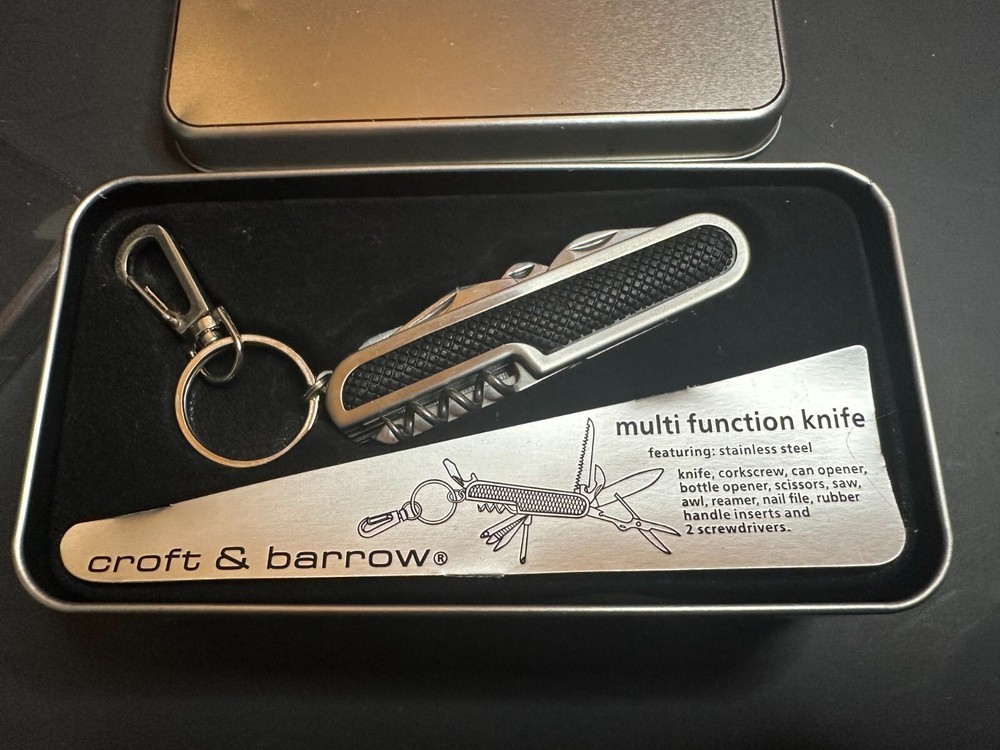 multi function knife
featuring: stainless steel
knife, corkscrew, can opener,
bottle opener, scissors, saw,
awl, reamer, nail file, rubber
handle inserts and
2 screwdrivers.
croft & barrow®